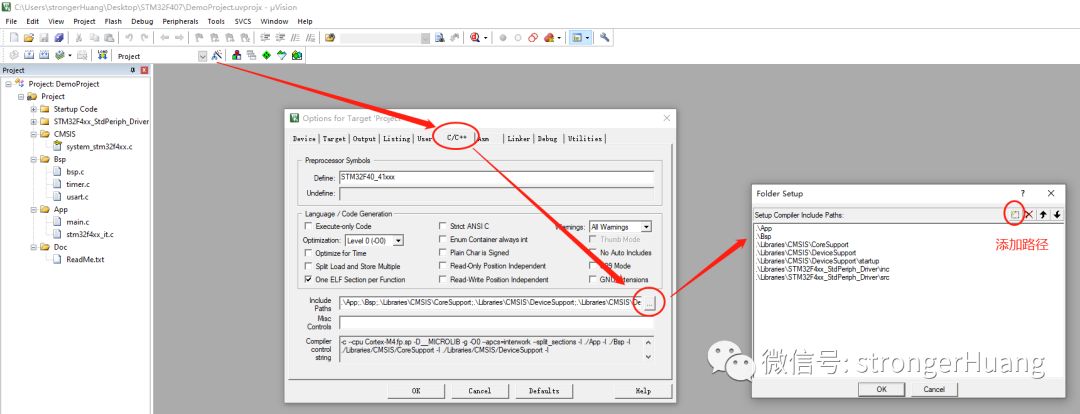 C:\Users\strongerHuang\Desktop\STM32F407\DemoProject.uvprojx - µVision
File Edit View Project Flash Debug Peripherals Tools SVCS Window Help
Project
Project
Project: DemoProject
Project
Startup Code
STM32F4xx_StdPeriph_Driver
CMSIS
system_stm32f4xx.c
Bsp
bsp.c
timer.c
usart.c
App
main.c
stm32f4xx_it.c
Doc
ReadMe.txt
Options for Target 'Project'
Device Target Output Listing User C/C++ Asm Linker Debug Utilities
Preprocessor Symbols
Define: STM32F40_41xxx
Undefine:
Language / Code Generation
Execute-only Code
Strict ANSI C
Warnings: All Warnings
Optimization: Level 0 (-O0)
Enum Container always int
Thumb Mode
Optimize for Time
Plain Char is Signed
No Auto Includes
Split Load and Store Multiple
Read-Only Position Independent
C99 Mode
One ELF Section per Function
Read-Write Position Independent
GNU extensions
Include Paths
.\App;.\Bsp;.\Libraries\CMSIS\CoreSupport;.\Libraries\CMSIS\DeviceSupport;.\Libraries\CMSIS\De
...
Misc Controls
Compiler control string
-c --cpu Cortex-M4.fp.sp -D__MICROLIB -g -O0 --apcs=interwork --split_sections -I ./App -I ./Bsp -I
./Libraries/CMSIS/CoreSupport -I ./Libraries/CMSIS/DeviceSupport -I
OK Cancel Defaults Help
Folder Setup
Setup Compiler Include Paths:
.\App
.\Bsp
.\Libraries\CMSIS\CoreSupport
.\Libraries\CMSIS\DeviceSupport
.\Libraries\CMSIS\DeviceSupport\startup
.\Libraries\STM32F4xx_StdPeriph_Driver\inc
.\Libraries\STM32F4xx_StdPeriph_Driver\src
添加路径
OK Cancel
微信号: strongerHuang